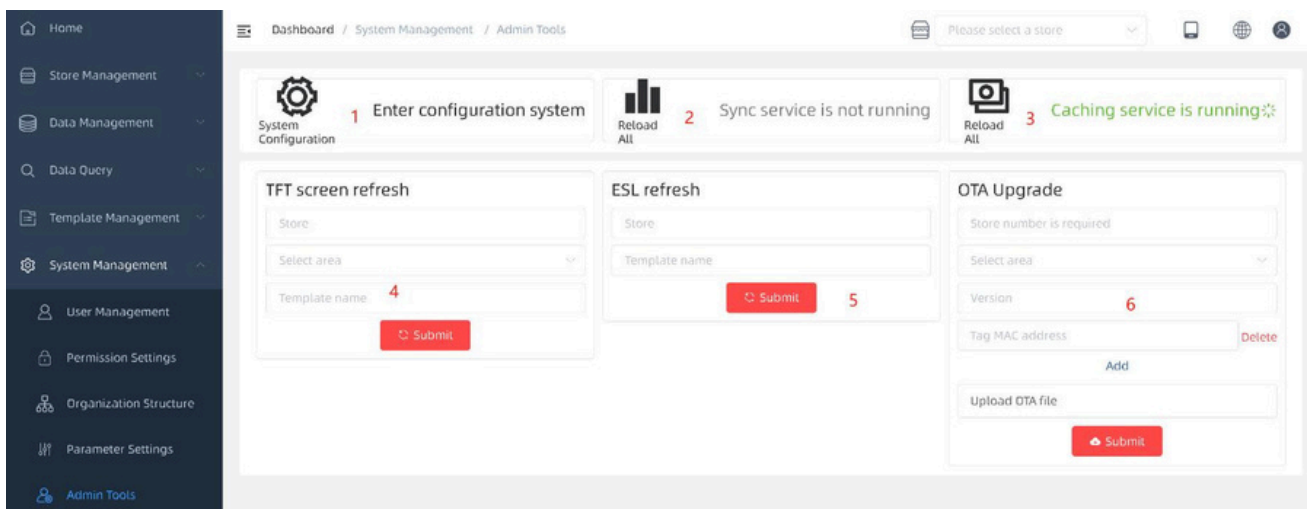 Home
Store Management
Data Management
Data Query
Template Management
System Management
User Management
Permission Settings
Organization Structure
Parameter Settings
Admin Tools
Dashboard / System Management / Admin Tools
Please select a store
System
Configuration
1
Enter configuration system
Reload
All
2
Sync service is not running
Reload
All
3
Caching service is running
TFT screen refresh
Store
Select area
Template name
4
Submit
ESL refresh
Store
Template name
Submit
5
OTA Upgrade
Store number is required
Select area
Version
6
Tag MAC address
Delete
Add
Upload OTA file
Submit